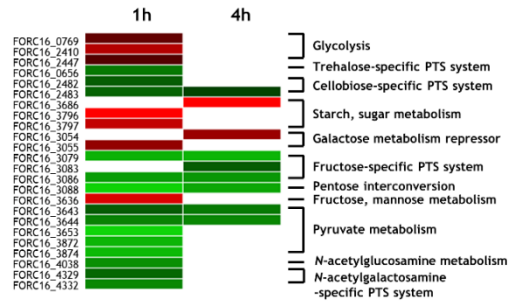 1h 4h
FORC16_0769
FORC16_2410
FORC16_2447
FORC16_0656
FORC16_2482
FORC16_2483
FORC16_3686
FORC16_3796
FORC16_3797
FORC16_3054
FORC16_3055
FORC16_3079
FORC16_3083
FORC16_3086
FORC16_3088
FORC16_3636
FORC16_3643
FORC16_3644
FORC16_3653
FORC16_3872
FORC16_3874
FORC16_4038
FORC16_4329
FORC16_4332
Glycolysis
Trehalose-specific PTS system
Cellobiose-specific PTS system
Starch, sugar metabolism
Galactose metabolism repressor
Fructose-specific PTS system
Pentose interconversion
Fructose, mannose metabolism
Pyruvate metabolism
N-acetylglucosamine metabolism
N-acetylgalactosamine
-specific PTS system